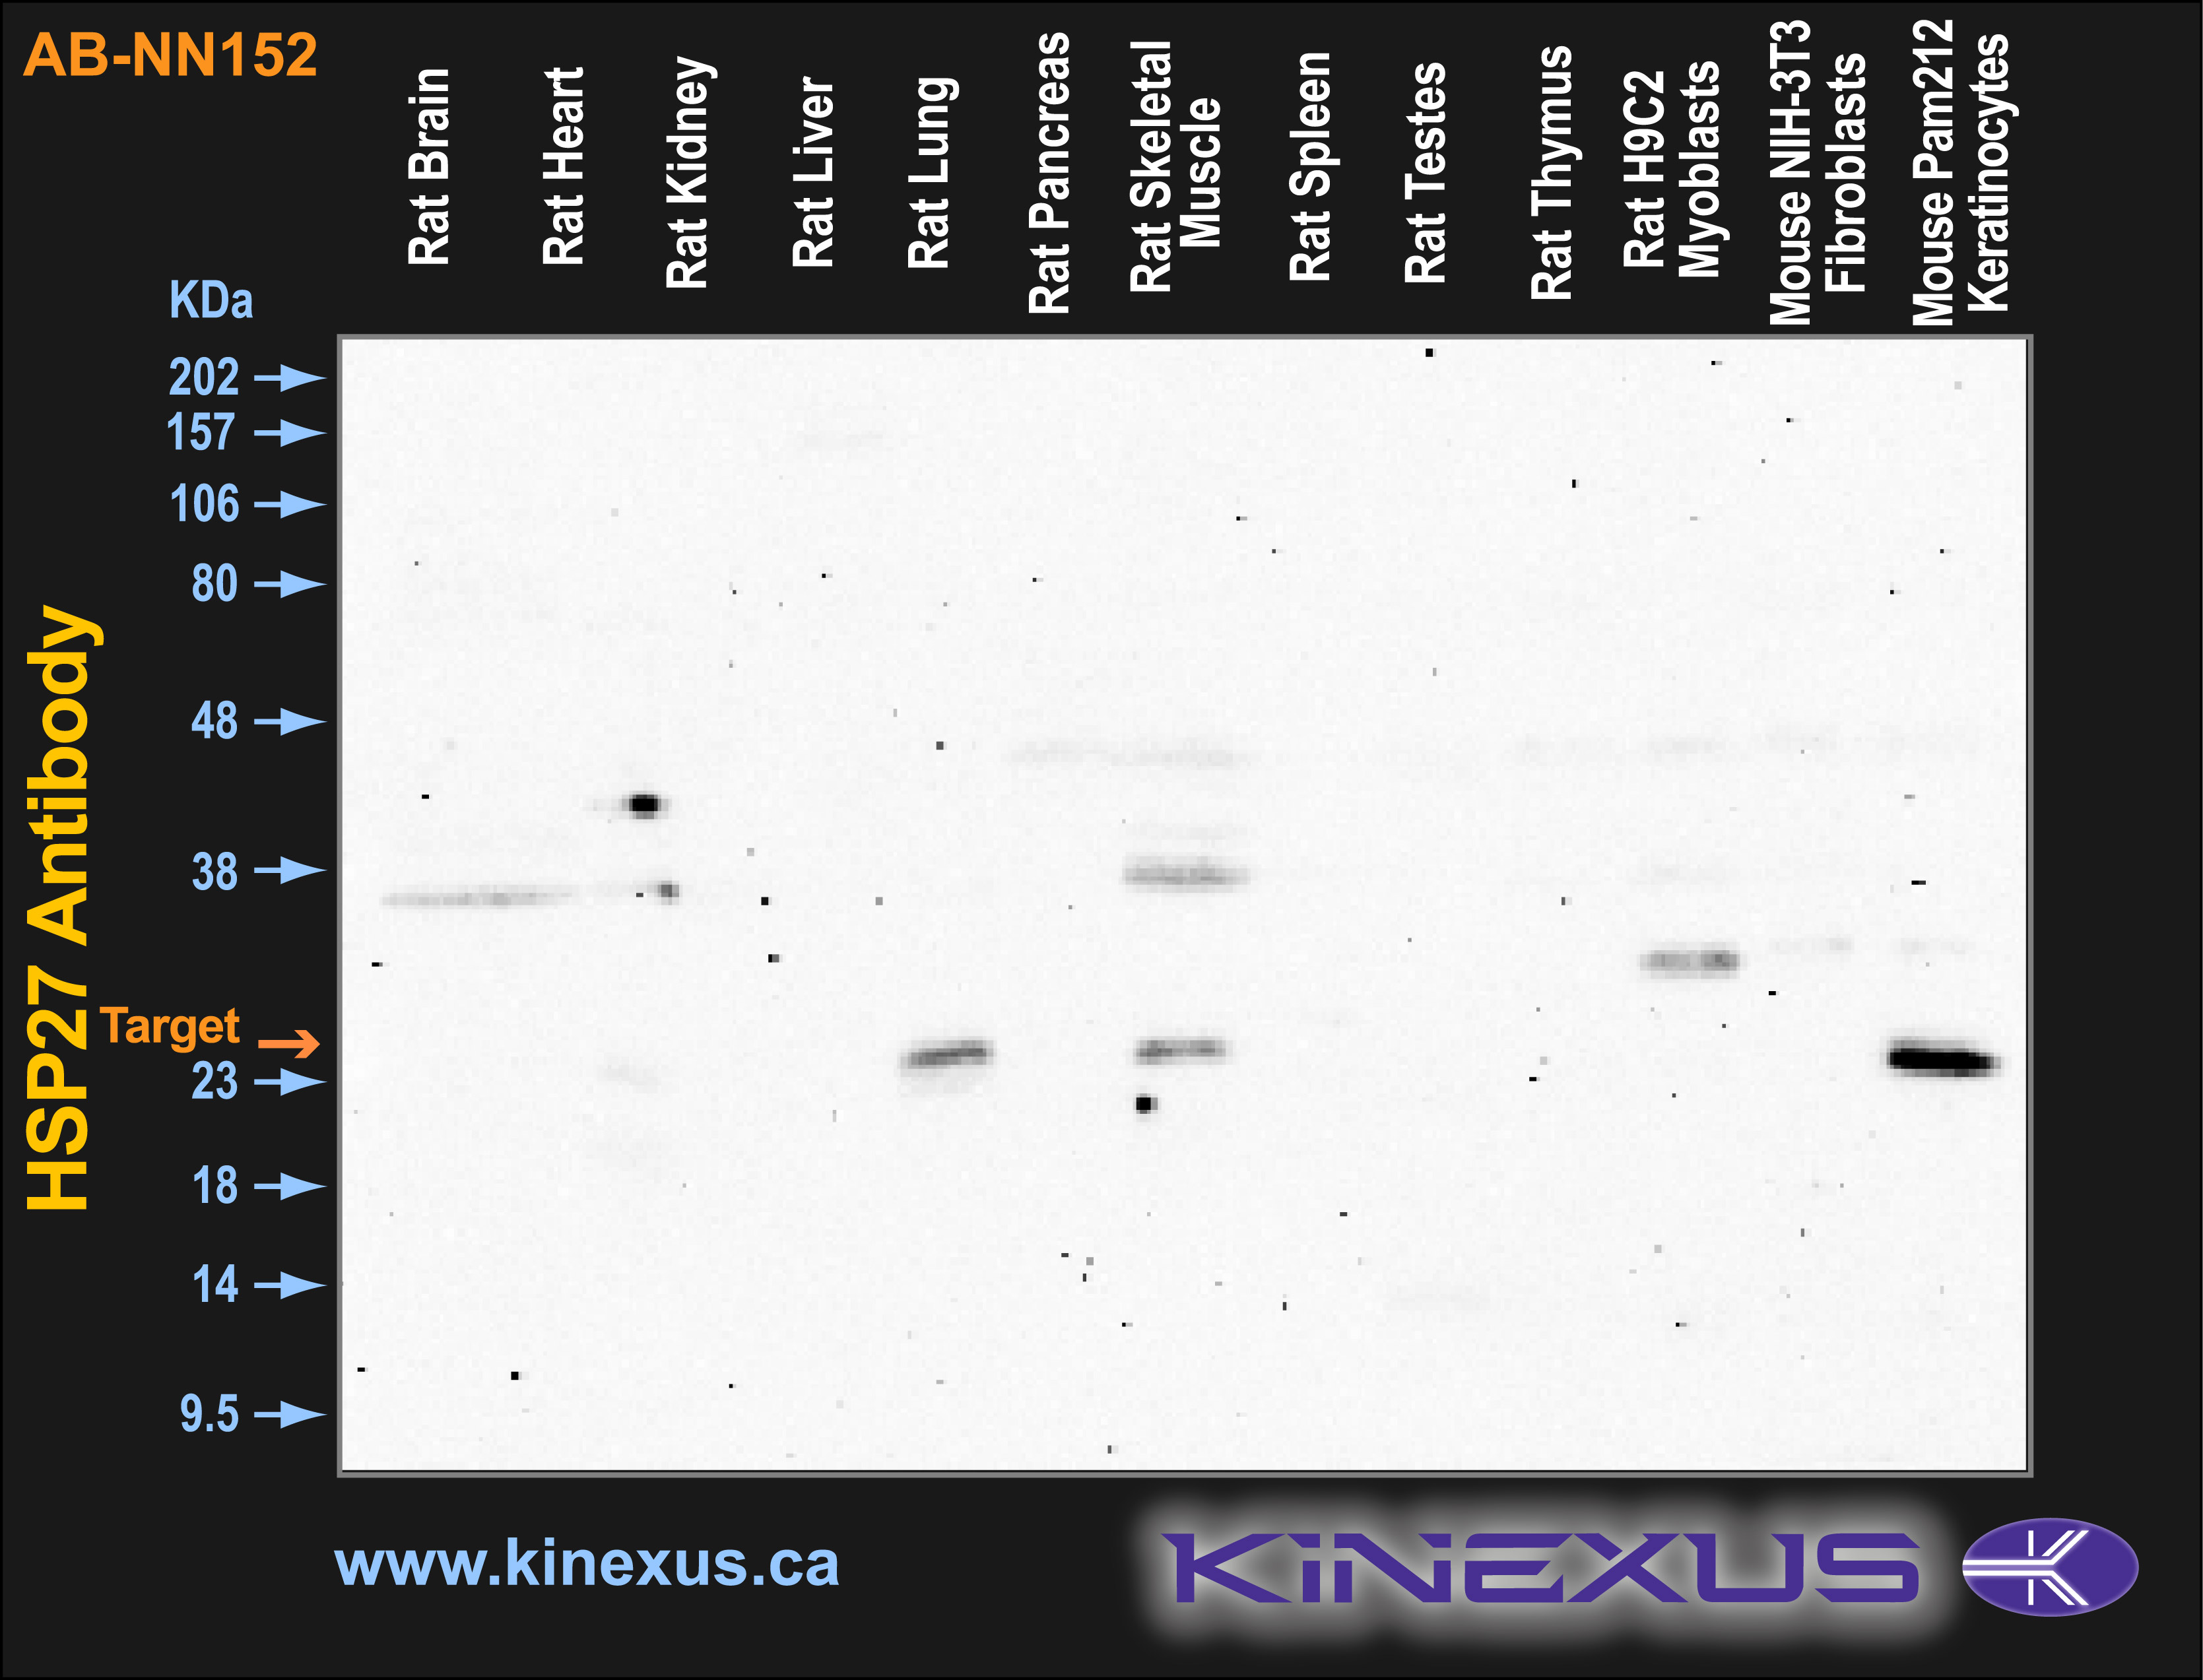 AB-NN152
Rat Brain
Rat Heart
Rat Kidney
Rat Liver
Rat Lung
Rat Pancreas
Rat Skeletal
Muscle
Rat Spleen
Rat Testes
Rat Thymus
Rat H9C2
Myoblasts
Mouse NIH-3T3
Fibroblasts
Mouse Pam212
Keratinocytes
KDa
202
157
106
80
48
38
Target
23
18
14
9.5
HSP27 Antibody
www.kinexus.ca
KiNEXUS